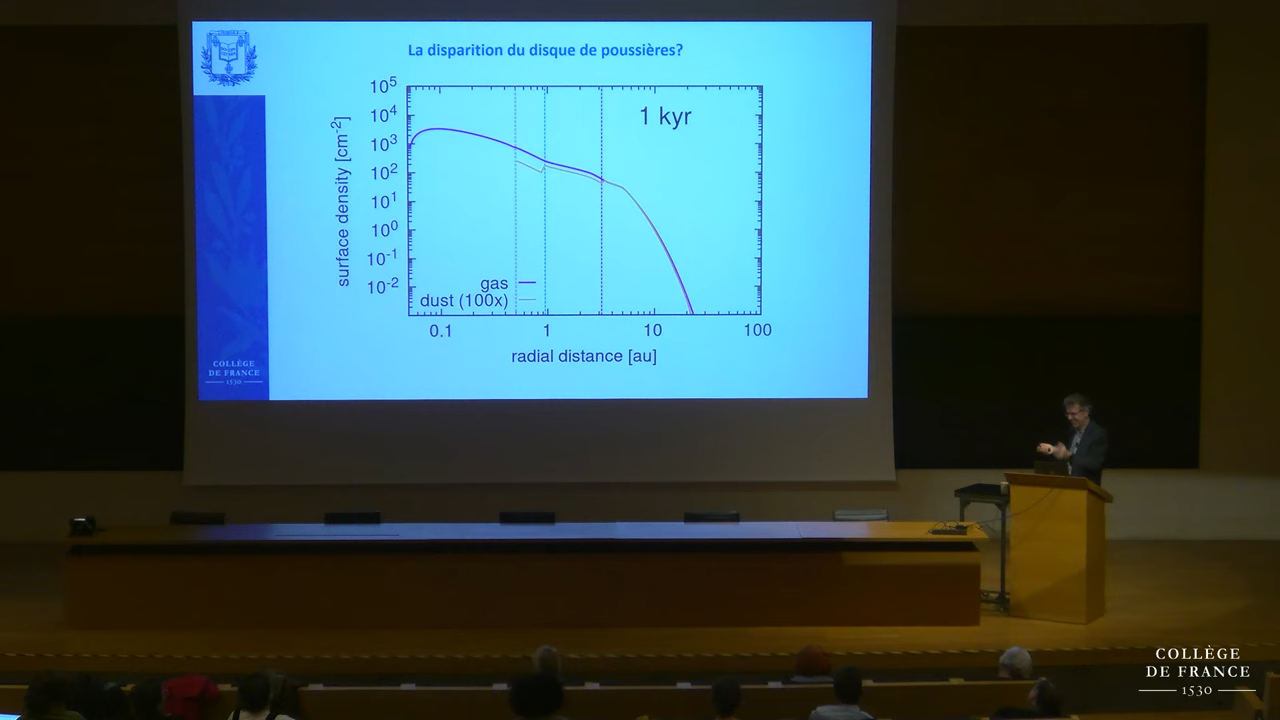 La disparition du disque de poussières?
10⁵
10⁴
10³
10²
10¹
10⁰
10⁻¹
10⁻²
surface density [cm⁻²]
1 kyr
gas
dust (100x)
0.1
1
10
100
radial distance [au]
COLLÈGE
DE FRANCE
1530
COLLÈGE
DE FRANCE
1530